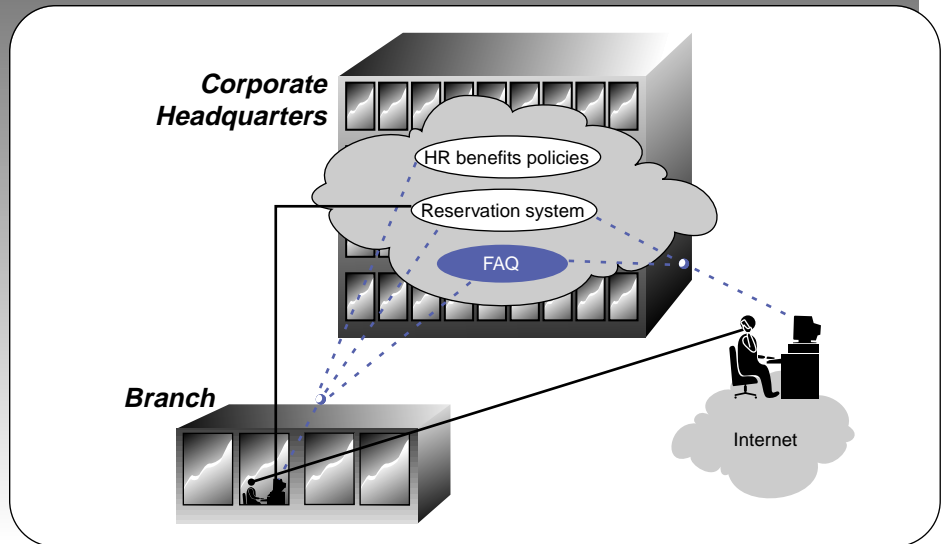 Corporate
Headquarters
HR benefits policies
Reservation system
FAQ
Branch
Internet